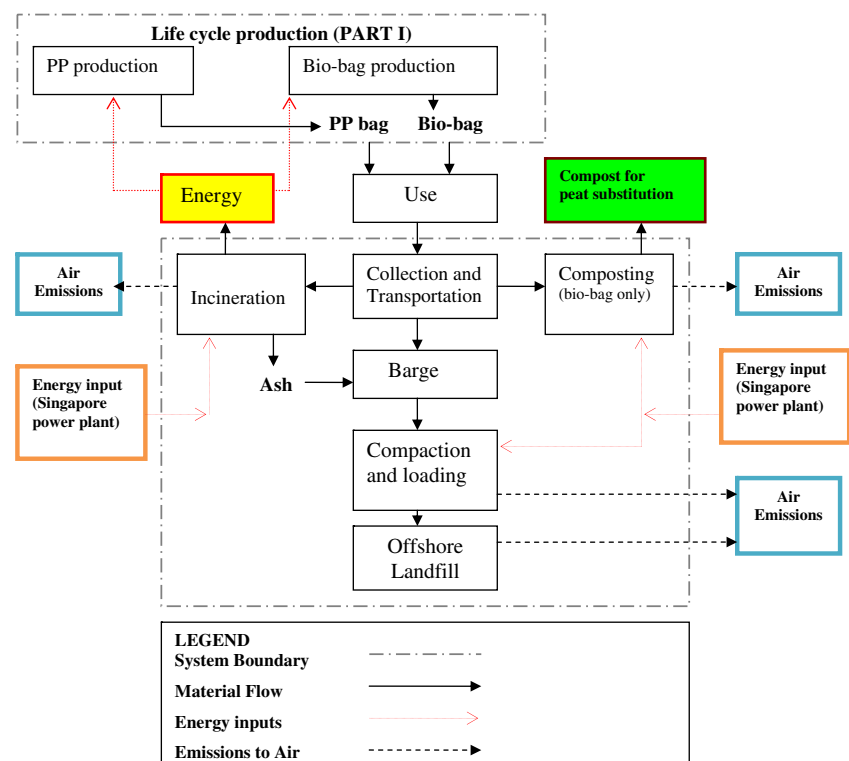 Life cycle production (PART I)
PP production
Bio-bag production
PP bag
Bio-bag
Energy
Use
Compost for
peat substitution
Air
Emissions
Incineration
Collection and
Transportation
Composting
(bio-bag only)
Air
Emissions
Energy input
(Singapore
power plant)
Ash
Barge
Energy input
(Singapore
power plant)
Compaction
and loading
Air
Emissions
Offshore
Landfill
LEGEND
System Boundary
Material Flow
Energy inputs
Emissions to Air